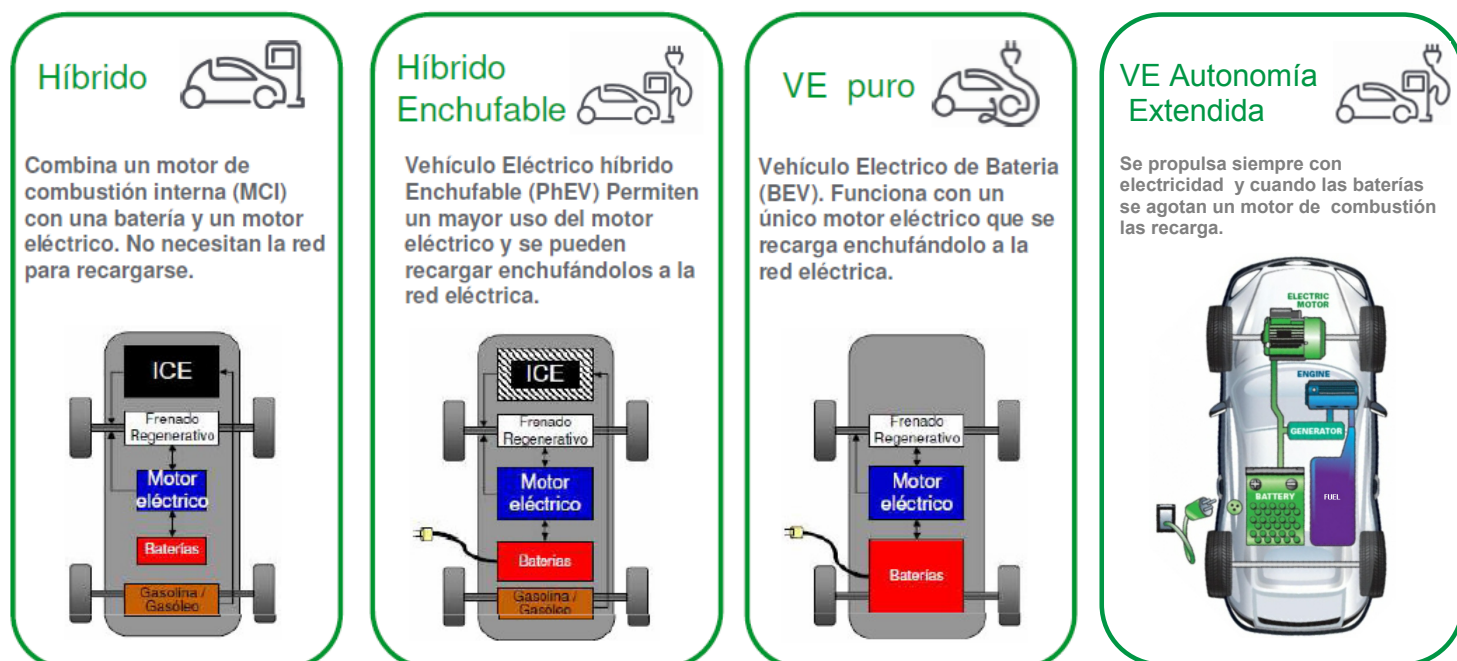 Híbrido
Combina un motor de
combustión interna (MCI)
con una batería y un motor
eléctrico. No necesitan la red
para recargarse.
ICE
Frenado
Regenerativo
Motor
eléctrico
Baterías
Gasolina /
Gasóleo
Híbrido
Enchufable
Vehículo Eléctrico híbrido
Enchufable (PhEV) Permiten
un mayor uso del motor
eléctrico y se pueden
recargar enchufándolos a la
red eléctrica.
ICE
Frenado
Regenerativo
Motor
eléctrico
Baterias
Gasolina /
Gasóleo
VE puro
Vehículo Electrico de Bateria
(BEV). Funciona con un
único motor eléctrico que se
recarga enchufándolo a la
red eléctrica.
Frenado
Regenerativo
Motor
eléctrico
Baterias
VE Autonomía
Extendida
Se propulsa siempre con
electricidad y cuando las baterías
se agotan un motor de combustión
las recarga.
ELECTRIC
MOTOR
ENGINE
GENERATOR
BATTERY
FUEL